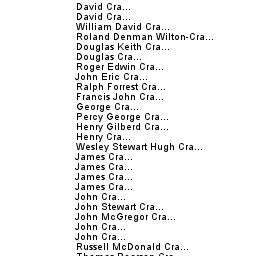 David Cra...
David Cra...
William David Cra...
Roland Denman Wilton-Cra...
Douglas Keith Cra...
Douglas Cra...
Roger Edwin Cra...
John Eric Cra...
Ralph Forrest Cra...
Francis John Cra...
George Cra...
Percy George Cra...
Henry Gilberd Cra...
Henry Cra...
Wesley Stewart Hugh Cra...
James Cra...
James Cra...
James Cra...
James Cra...
John Cra...
John Stewart Cra...
John McGregor Cra...
John Cra...
John Cra...
Russell McDonald Cra...
Thomas Pearson Cra...